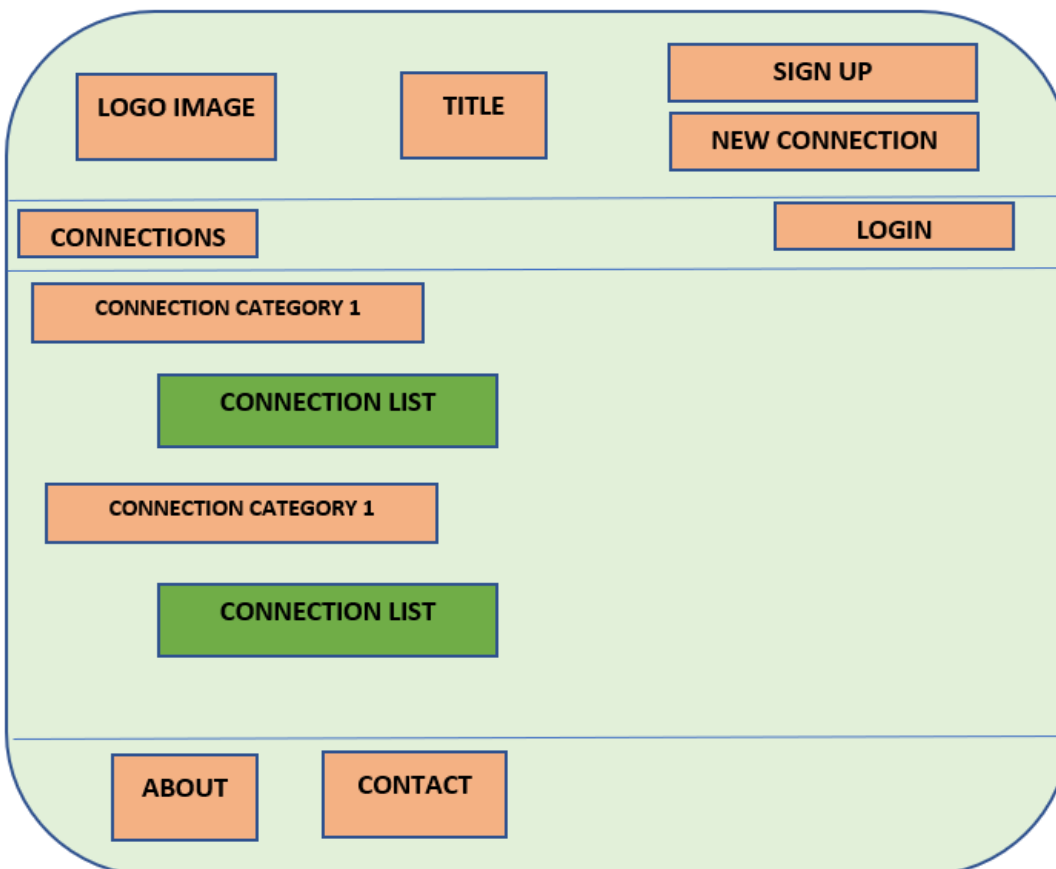 LOGO IMAGE
TITLE
SIGN UP
NEW CONNECTION
CONNECTIONS
LOGIN
CONNECTION CATEGORY 1
CONNECTION LIST
CONNECTION CATEGORY 1
CONNECTION LIST
ABOUT
CONTACT